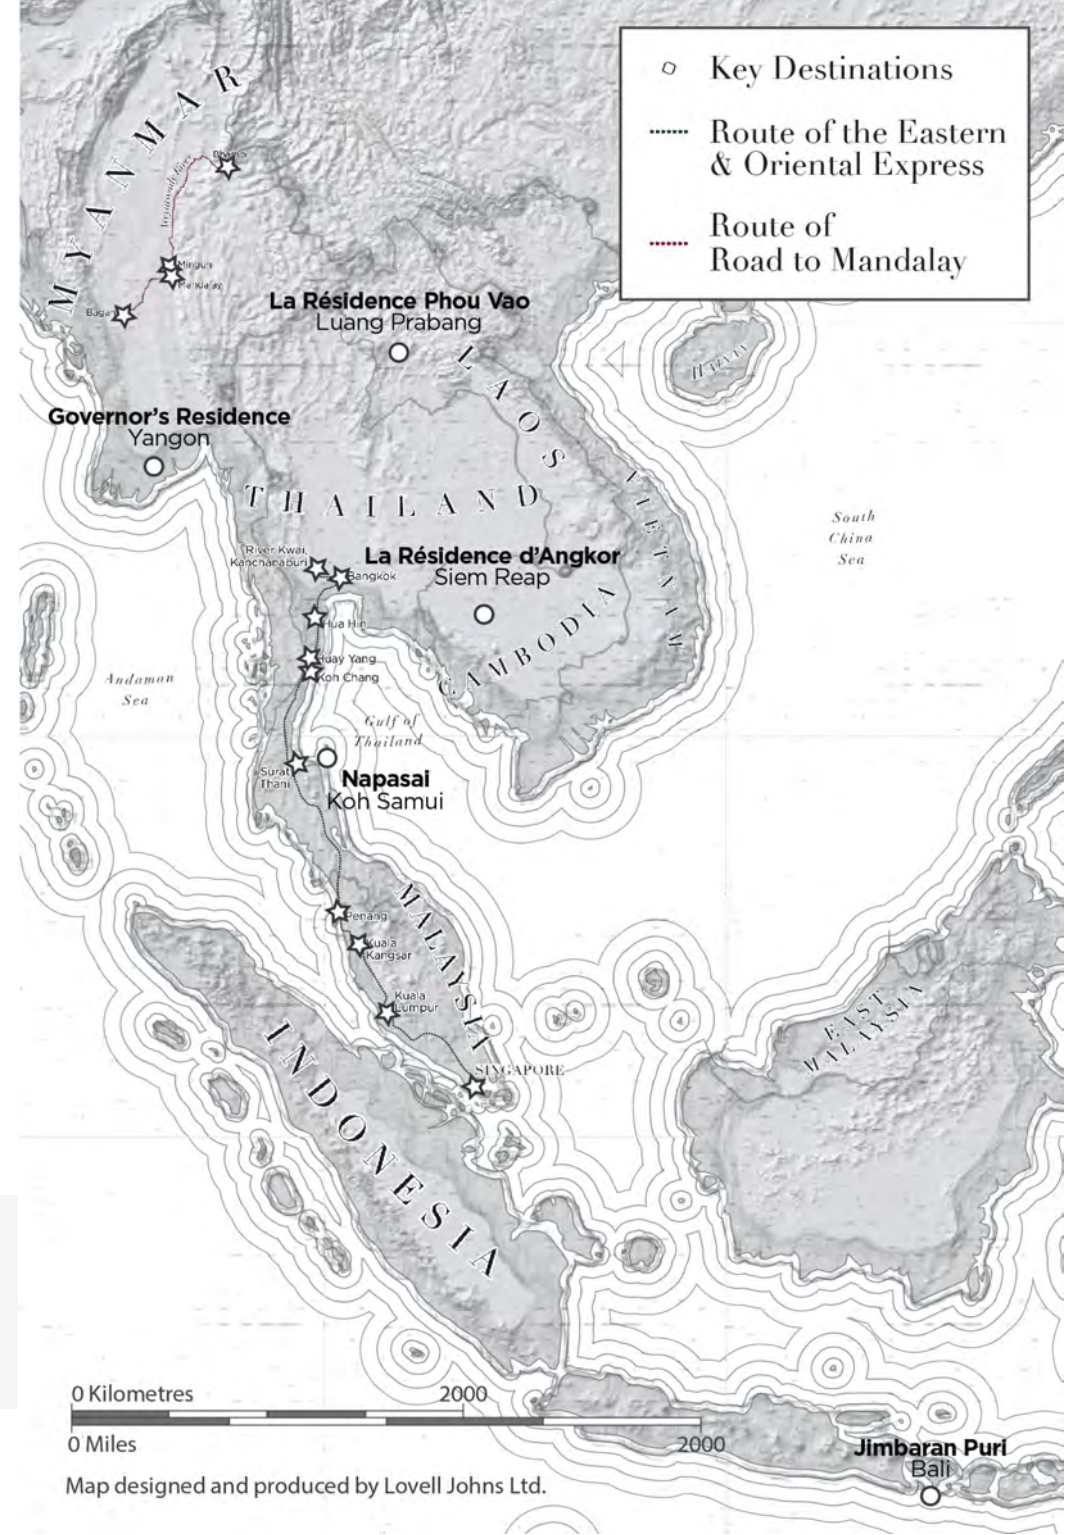 Key Destinations
Route of the Eastern
& Oriental Express
Route of
Road to Mandalay
MYANMAR
Mingun
Mandalay
La Résidence Phou Vao
Luang Prabang
LAOS
HAINAN
Governor's Residence
Yangon
THAILAND
VIETNAM
South
China
Sea
River Kwai,
Kanchanaburi
Bangkok
La Résidence d'Angkor
Siem Reap
CAMBODIA
Hua Hin
Huay Yang
Koh Chang
Andaman
Sea
Gulf of
Thailand
Surat
Thani
Napasai
Koh Samui
MALAYSIA
Penang
Kuala
Kangsar
Kuala
Lumpur
SINGAPORE
EAST
MALAYSIA
INDONESIA
0 Kilometres
2000
0 Miles
2000
Jimbaran Puri
Bali
Map designed and produced by Lovell Johns Ltd.